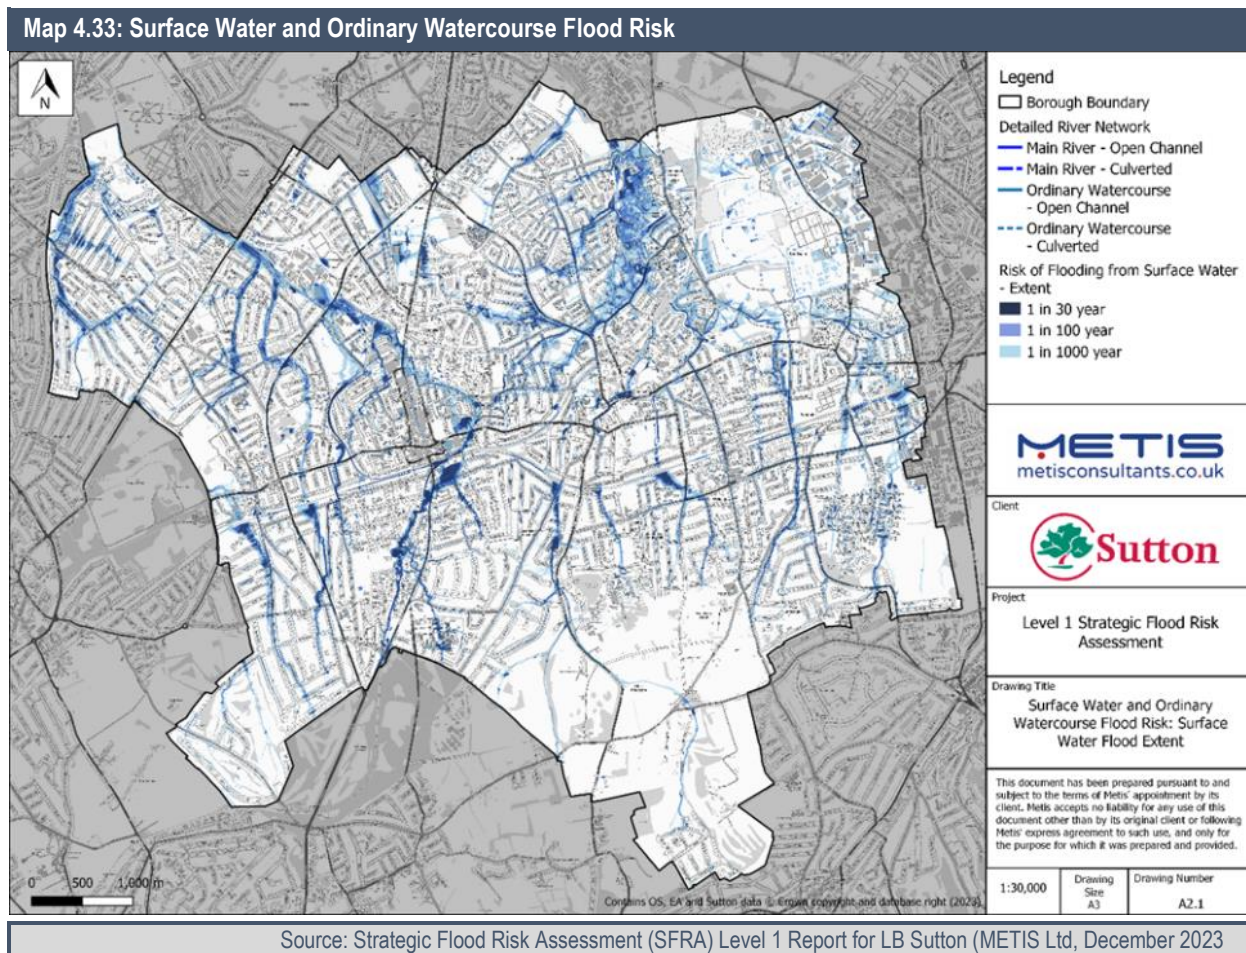 Map 4.33: Surface Water and Ordinary Watercourse Flood Risk
N
Legend
Borough Boundary
Detailed River Network
Main River - Open Channel
Main River - Culverted
Ordinary Watercourse
- Open Channel
Ordinary Watercourse
- Culverted
Risk of Flooding from Surface Water
- Extent
1 in 30 year
1 in 100 year
1 in 1000 year
METIS
metisconsultants.co.uk
Client
Sutton
Project
Level 1 Strategic Flood Risk
Assessment
Drawing Title
Surface Water and Ordinary
Watercourse Flood Risk: Surface
Water Flood Extent
This document has been prepared pursuant to and
subject to the terms of Metis' appointment by its
client. Metis accepts no liability for any use of this
document other than by its original client or following
Metis' express agreement to such use, and only for
the purpose for which it was prepared and provided.
1:30,000
Drawing
Size
A3
Drawing Number
A2.1
0 500 1,000 m
Contains OS, EA and Sutton data © Crown copyright and database right (2023)
Source: Strategic Flood Risk Assessment (SFRA) Level 1 Report for LB Sutton (METIS Ltd, December 2023